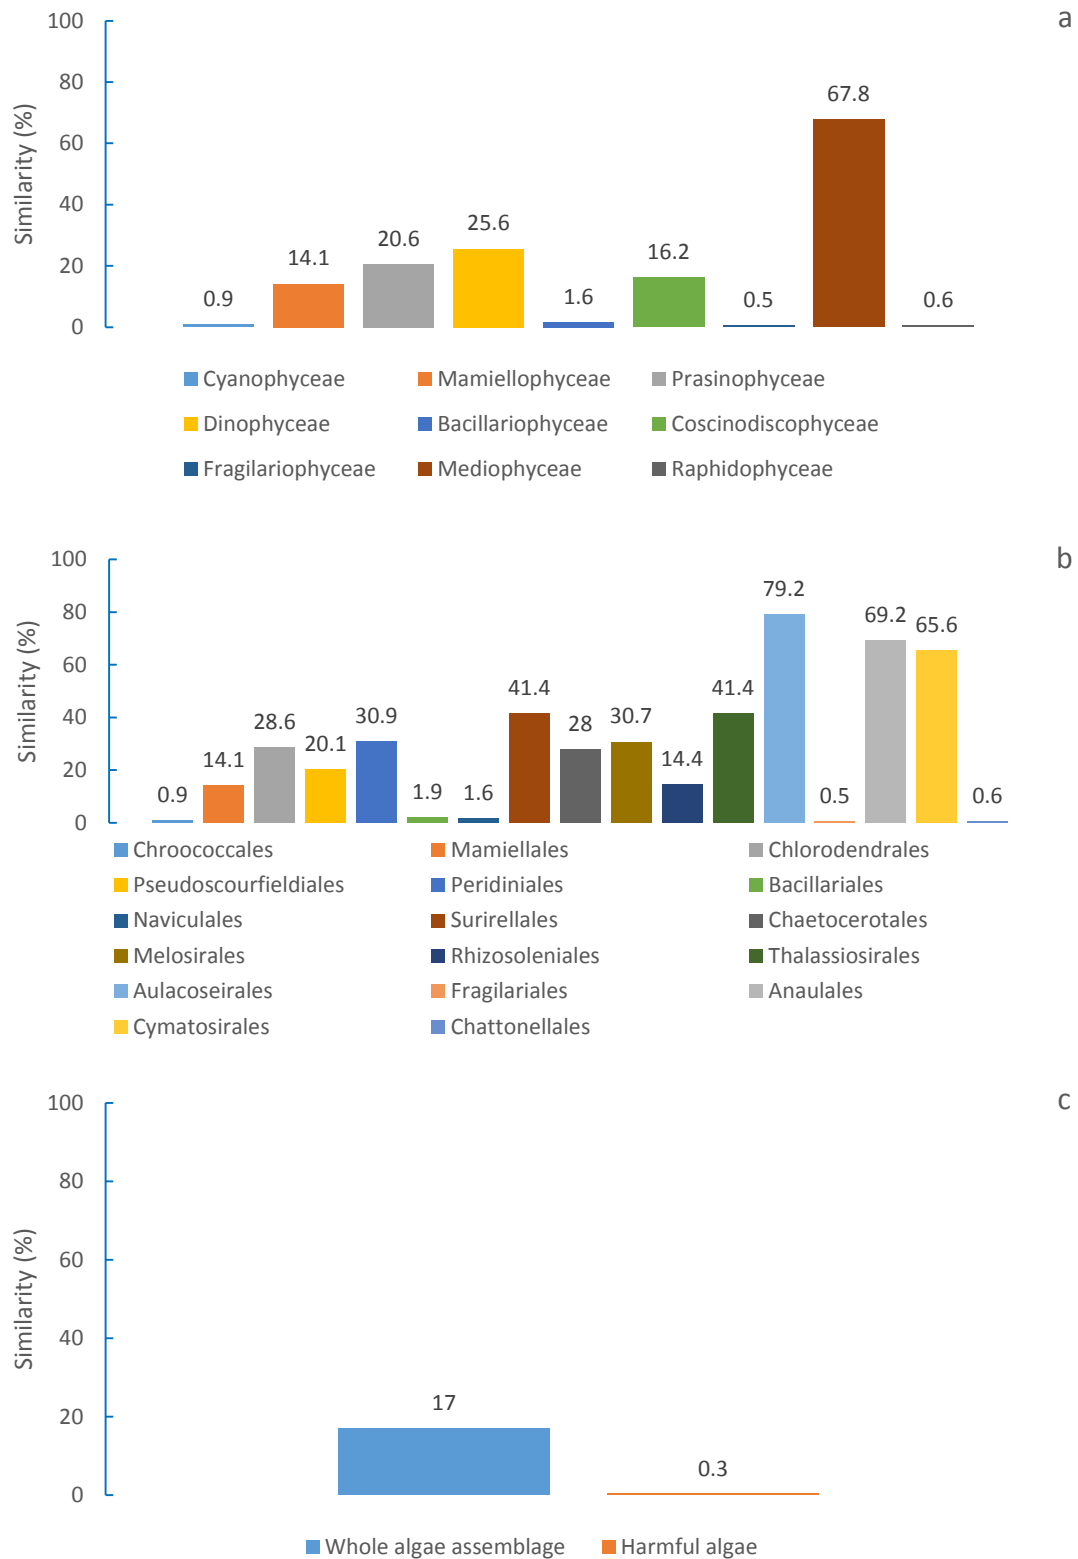 a
100
80
60
40
20
0
Similarity (%)
0.9
14.1
20.6
25.6
1.6
16.2
0.5
67.8
0.6
Cyanophyceae Mamiellophyceae Prasinophyceae
Dinophyceae Bacillariophyceae Coscinodiscophyceae
Fragilariophyceae Mediophyceae Raphidophyceae
b
100
80
60
40
20
0
Similarity (%)
0.9
14.1
28.6
20.1
30.9
1.9
1.6
41.4
28
30.7
14.4
41.4
79.2
0.5
69.2
65.6
0.6
Chroococcales Mamiellales Chlorodendrales
Pseudoscourfieldiales Peridiniales Bacillariales
Naviculales Surirellales Chaetocerotales
Melosirales Rhizosoleniales Thalassiosirales
Aulacoseirales Fragilariales Anaulales
Cymatosirales Chattonellales
c
100
80
60
40
20
0
Similarity (%)
17
0.3
Whole algae assemblage Harmful algae